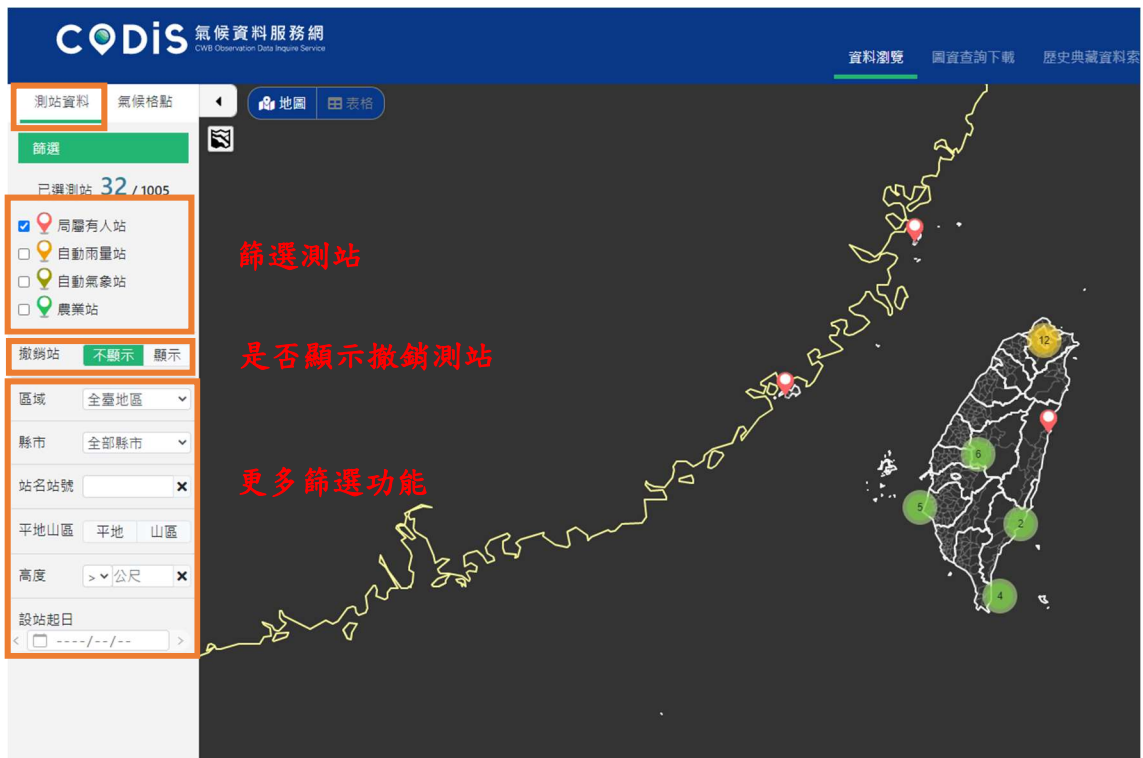 CODiS 氣候資料服務網
CWB Observation Data Inquire Service
資料瀏覽 圖資查詢下載 歷史典藏資料索
測站資料 氣候格點
地圖 表格
篩選
已選測站 32 / 1005
局屬有人站
自動雨量站
自動氣象站
農業站
篩選測站
撤銷站 不顯示 顯示
是否顯示撤銷測站
區域 全臺地區
縣市 全部縣市
站名站號
更多篩選功能
平地山區 平地 山區
高度 > 公尺
設站起日
< ----/--/-- >
12
6
5
2
4